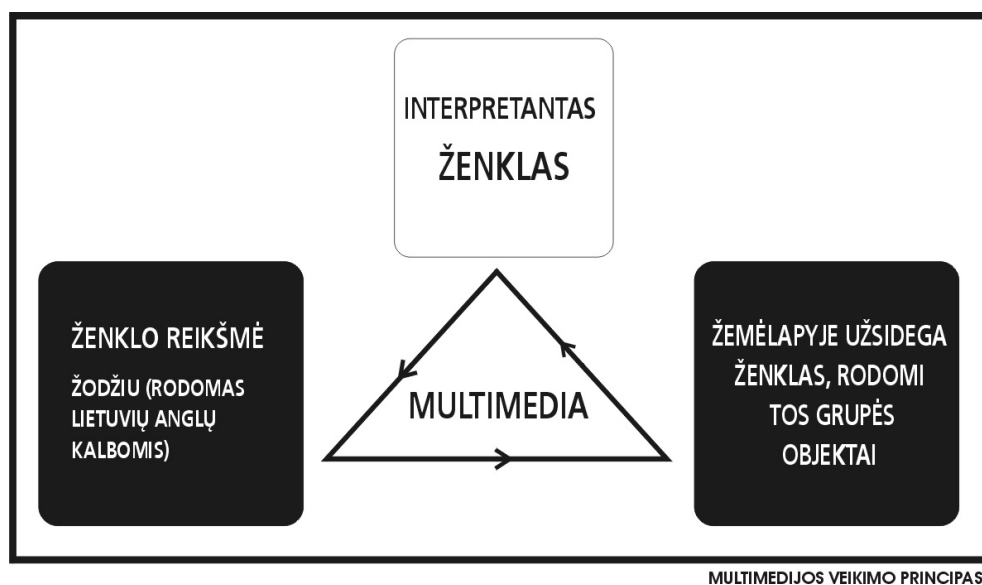 INTERPRETANTAS
ŽENKLAS
ŽENKLO REIKŠMĖ
ŽODŽIU (RODOMAS
LIETUVIŲ ANGLŲ
KALBOMIS)
MULTIMEDIA
ŽEMĖLAPYJE UŽSIDEGA
ŽENKLAS, RODOMI
TOS GRUPĖS
OBJEKTAI
MULTIMEDIJOS VEIKIMO PRINCIPAS